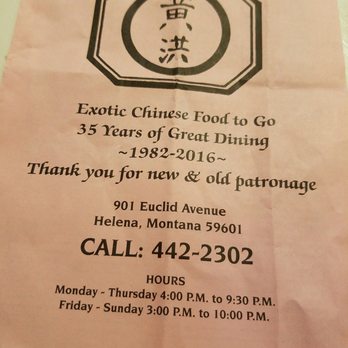 黄
洪
Exotic Chinese Food to Go
35 Years of Great Dining
~1982-2016~
Thank you for new & old patronage
901 Euclid Avenue
Helena, Montana 59601
CALL: 442-2302
HOURS
Monday - Thursday 4:00 P.M. to 9:30 P.M.
Friday - Sunday 3:00 P.M. to 10:00 P.M.